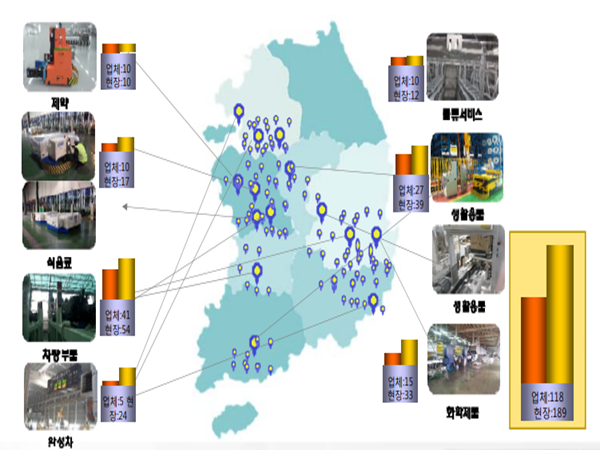 업체:10
현장:10
제약
업체:10
현장:17
식음료
업체:41
현장:54
차량부품
업체:5 현
장:24
완성차
업체:10
현장:12
물류서비스
업체:27
현장:39
생활용품
생활용품
업체:15
현장:33
화학제품
업체:118
현장:189